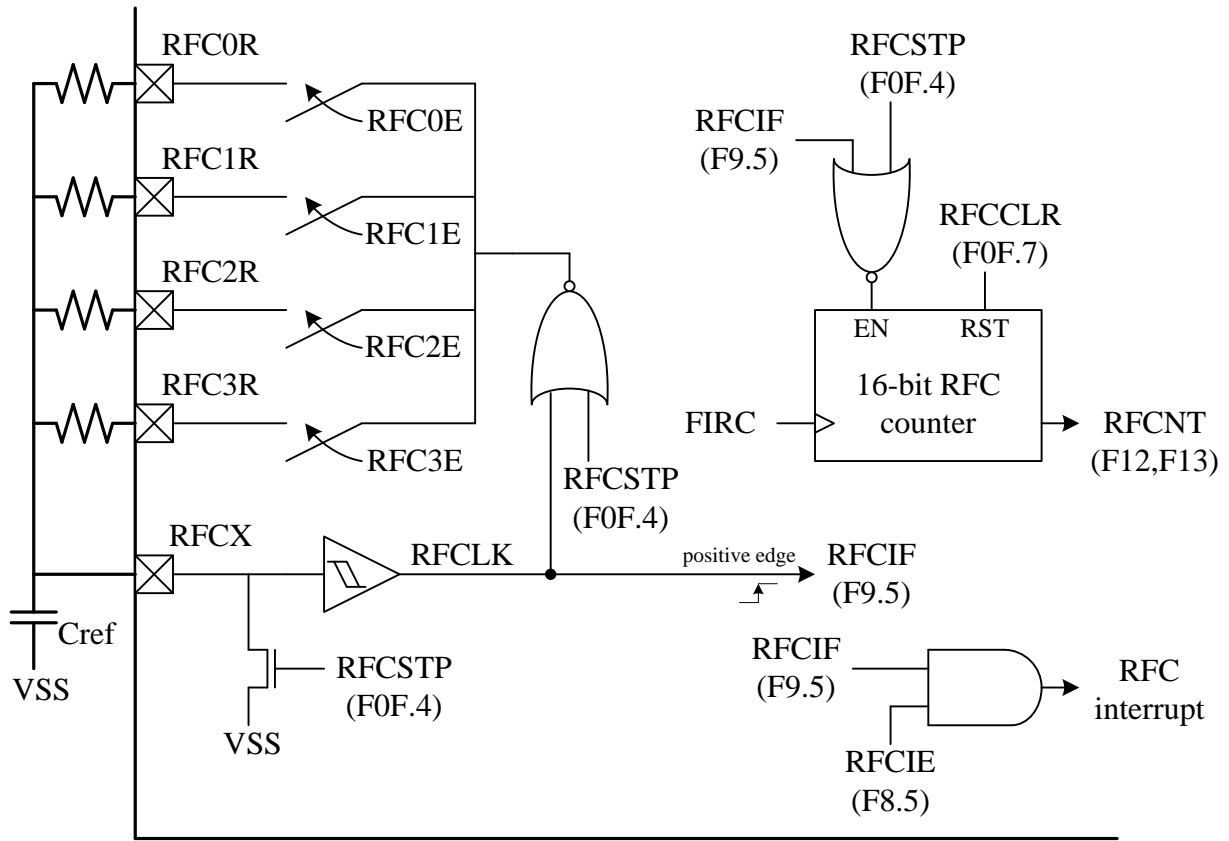 RFC0R
RFC0E
RFC1R
RFC1E
RFC2R
RFC2E
RFC3R
RFC3E
RFCSTP
(F0F.4)
RFCX
RFCLK
positive edge
RFCIF
(F9.5)
Cref
VSS
RFCSTP
(F0F.4)
VSS
RFCSTP
(F0F.4)
RFCIF
(F9.5)
RFCCLR
(F0F.7)
EN
RST
16-bit RFC
counter
FIRC
RFCNT
(F12,F13)
RFCIF
(F9.5)
RFCIE
(F8.5)
RFC
interrupt